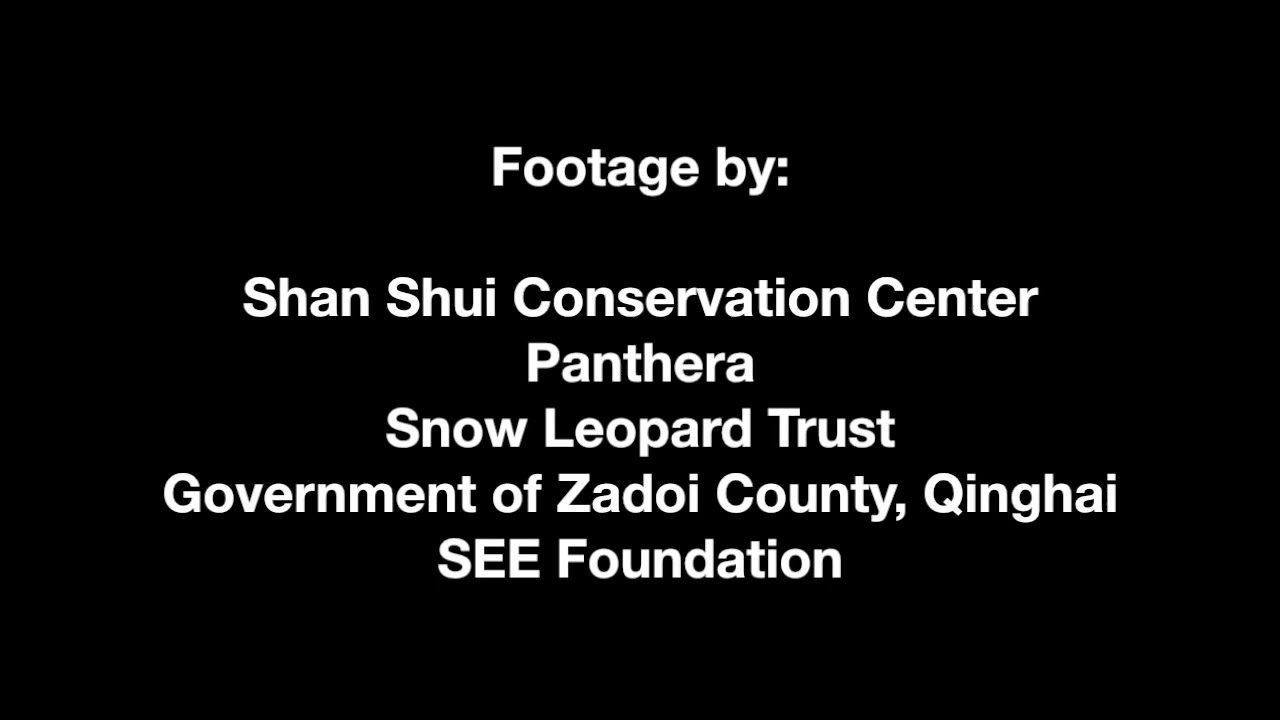 Footage by:
Shan Shui Conservation Center
Panthera
Snow Leopard Trust
Government of Zadoi County, Qinghai
SEE Foundation